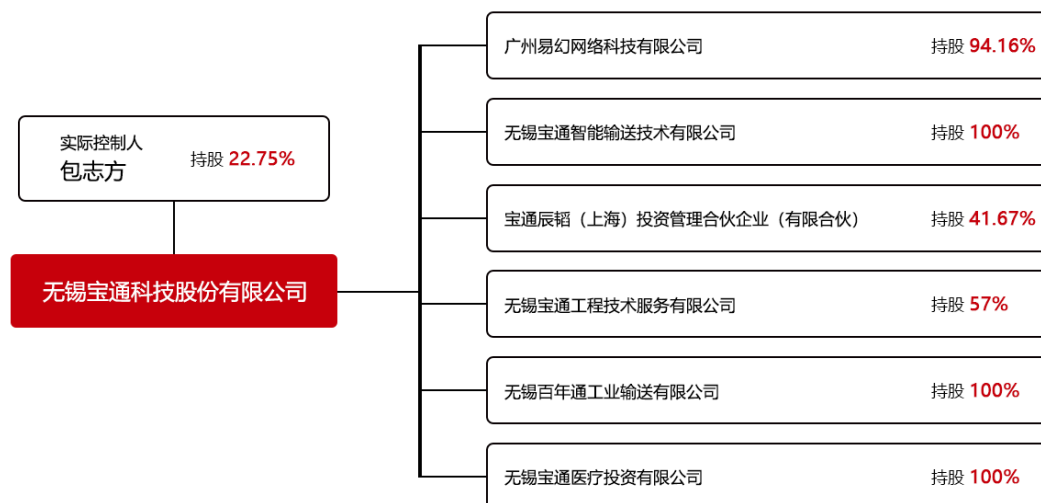 实际控制人
包志方
持股 22.75%
无锡宝通科技股份有限公司
广州易幻网络科技有限公司 持股 94.16%
无锡宝通智能输送技术有限公司 持股 100%
宝通辰韬（上海）投资管理合伙企业（有限合伙） 持股 41.67%
无锡宝通工程技术服务有限公司 持股 57%
无锡百年通工业输送有限公司 持股 100%
无锡宝通医疗投资有限公司 持股 100%